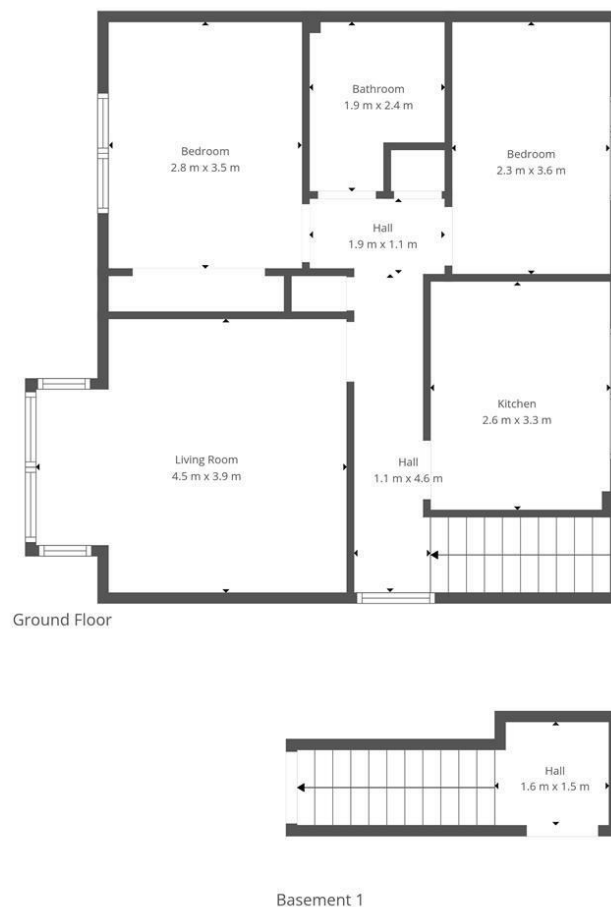 Bathroom
1.9 m x 2.4 m
Bedroom
2.8 m x 3.5 m
Bedroom
2.3 m x 3.6 m
Hall
1.9 m x 1.1 m
Kitchen
2.6 m x 3.3 m
Living Room
4.5 m x 3.9 m
Hall
1.1 m x 4.6 m
Ground Floor
Hall
1.6 m x 1.5 m
Basement 1